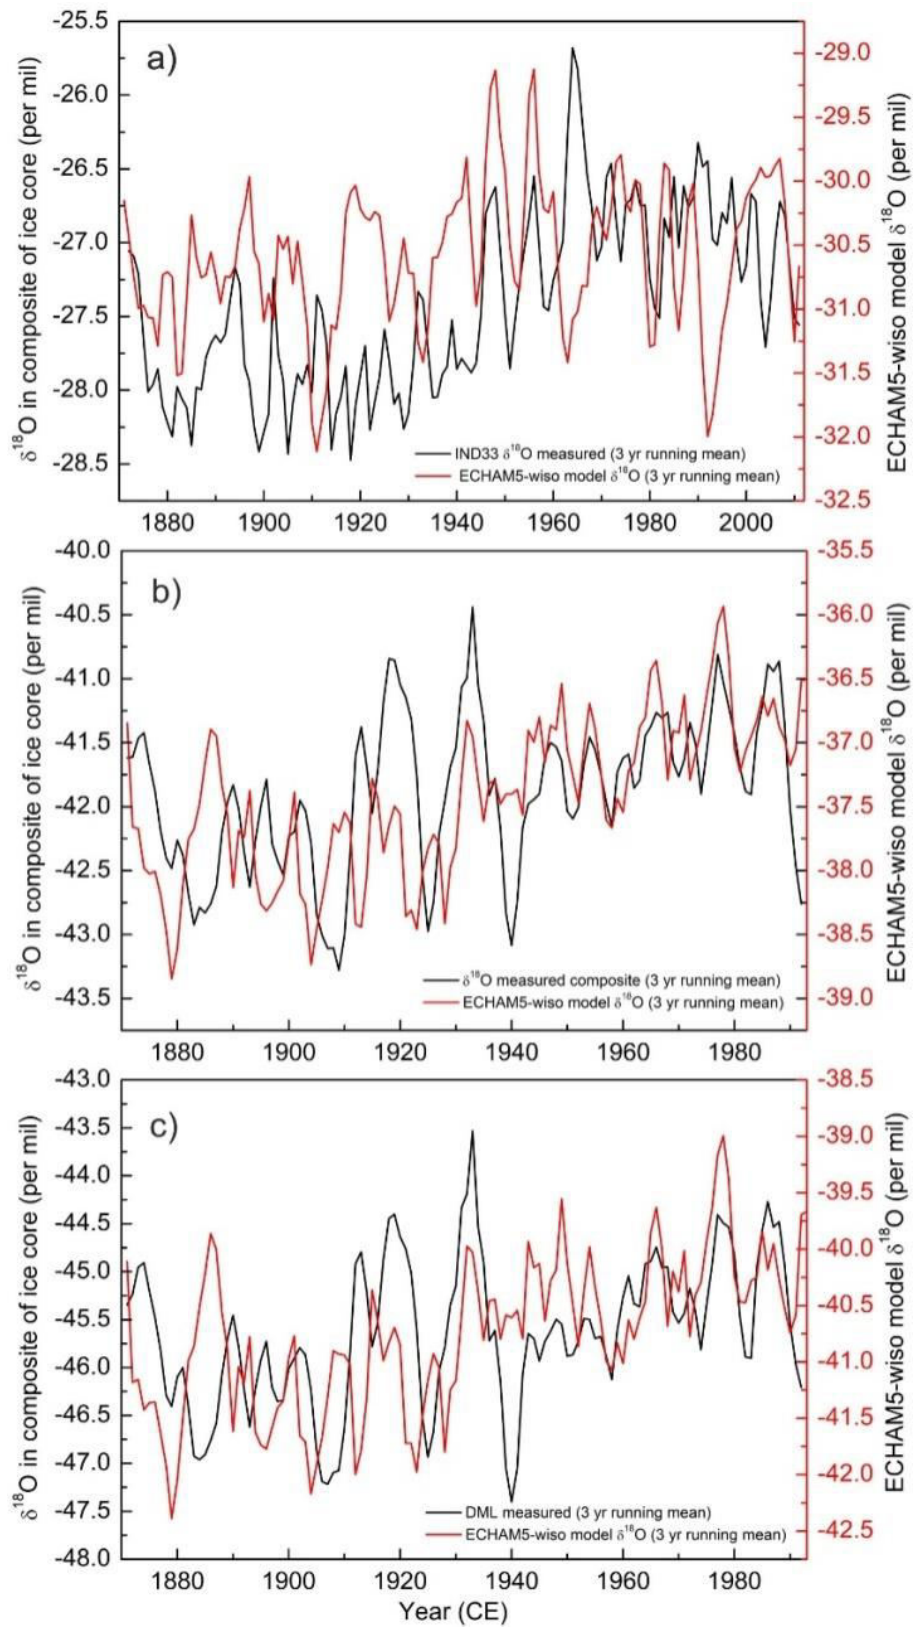 a)
δ18O in composite of ice core (per mil)
-25.5
-26.0
-26.5
-27.0
-27.5
-28.0
-28.5
1880 1900 1920 1940 1960 1980 2000
-29.0
-29.5
-30.0
-30.5
-31.0
-31.5
-32.0
-32.5
ECHAM5-wiso model δ18O (per mil)
IND33 δ18O measured (3 yr running mean)
ECHAM5-wiso model δ18O (3 yr running mean)
b)
δ18O in composite of ice core (per mil)
-40.0
-40.5
-41.0
-41.5
-42.0
-42.5
-43.0
-43.5
1880 1900 1920 1940 1960 1980
-35.5
-36.0
-36.5
-37.0
-37.5
-38.0
-38.5
-39.0
ECHAM5-wiso model δ18O (per mil)
δ18O measured composite (3 yr running mean)
ECHAM5-wiso model δ18O (3 yr running mean)
c)
δ18O in composite of ice core (per mil)
-43.0
-43.5
-44.0
-44.5
-45.0
-45.5
-46.0
-46.5
-47.0
-47.5
-48.0
1880 1900 1920 1940 1960 1980
-38.5
-39.0
-39.5
-40.0
-40.5
-41.0
-41.5
-42.0
-42.5
ECHAM5-wiso model δ18O (per mil)
DML measured (3 yr running mean)
ECHAM5-wiso model δ18O (3 yr running mean)
Year (CE)